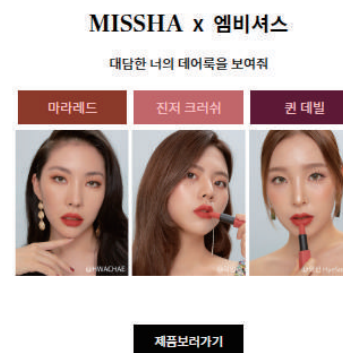 MISSHA x 엠비셔스
대담한 너의 데어룩을 보여줘
마라레드
진저 크러쉬
퀸 데빌
@HWACHAE
제품보러가기